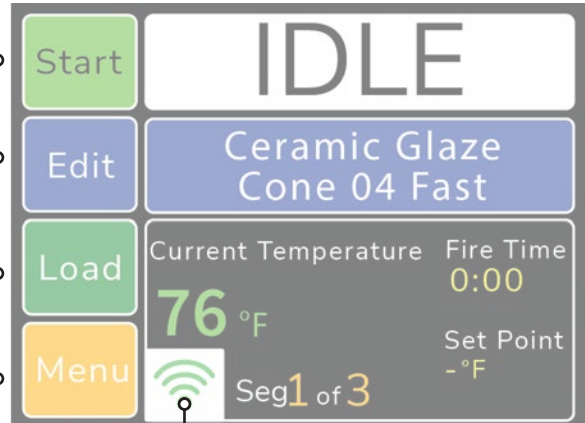 Start
IDLE
Edit
Ceramic Glaze
Cone 04 Fast
Load
Current Temperature
76 °F
Fire Time
0:00
Set Point
-°F
Menu
Seg1 of 3